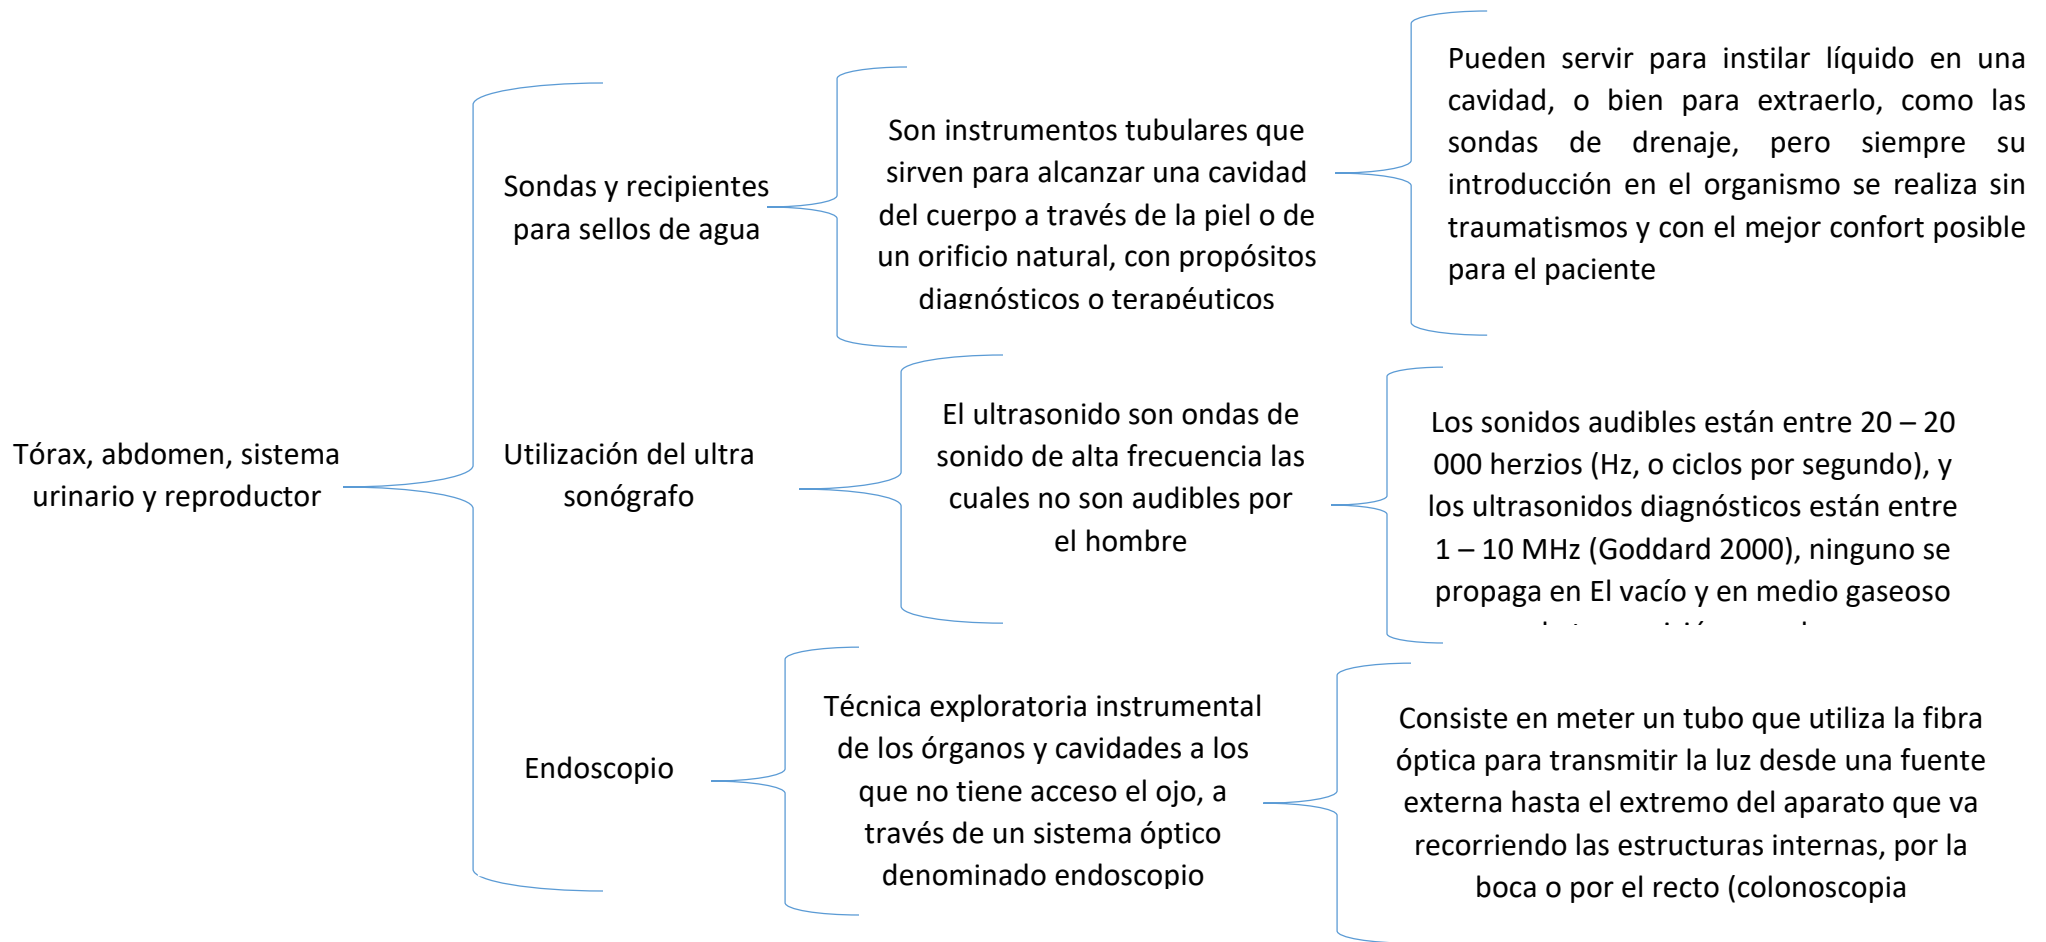 Tórax, abdomen, sistema
urinario y reproductor
Sondas y recipientes
para sellos de agua
Son instrumentos tubulares que
sirven para alcanzar una cavidad
del cuerpo a través de la piel o de
un orificio natural, con propósitos
diagnósticos o terapéuticos
Pueden servir para instilar líquido en una
cavidad, o bien para extraerlo, como las
sondas de drenaje, pero siempre su
introducción en el organismo se realiza sin
traumatismos y con el mejor confort posible
para el paciente
Utilización del ultra
sonógrafo
El ultrasonido son ondas de
sonido de alta frecuencia las
cuales no son audibles por
el hombre
Los sonidos audibles están entre 20 – 20
000 herzios (Hz, o ciclos por segundo), y
los ultrasonidos diagnósticos están entre
1 – 10 MHz (Goddard 2000), ninguno se
propaga en El vacío y en medio gaseoso
Endoscopio
Técnica exploratoria instrumental
de los órganos y cavidades a los
que no tiene acceso el ojo, a
través de un sistema óptico
denominado endoscopio
Consiste en meter un tubo que utiliza la fibra
óptica para transmitir la luz desde una fuente
externa hasta el extremo del aparato que va
recorriendo las estructuras internas, por la
boca o por el recto (colonoscopia